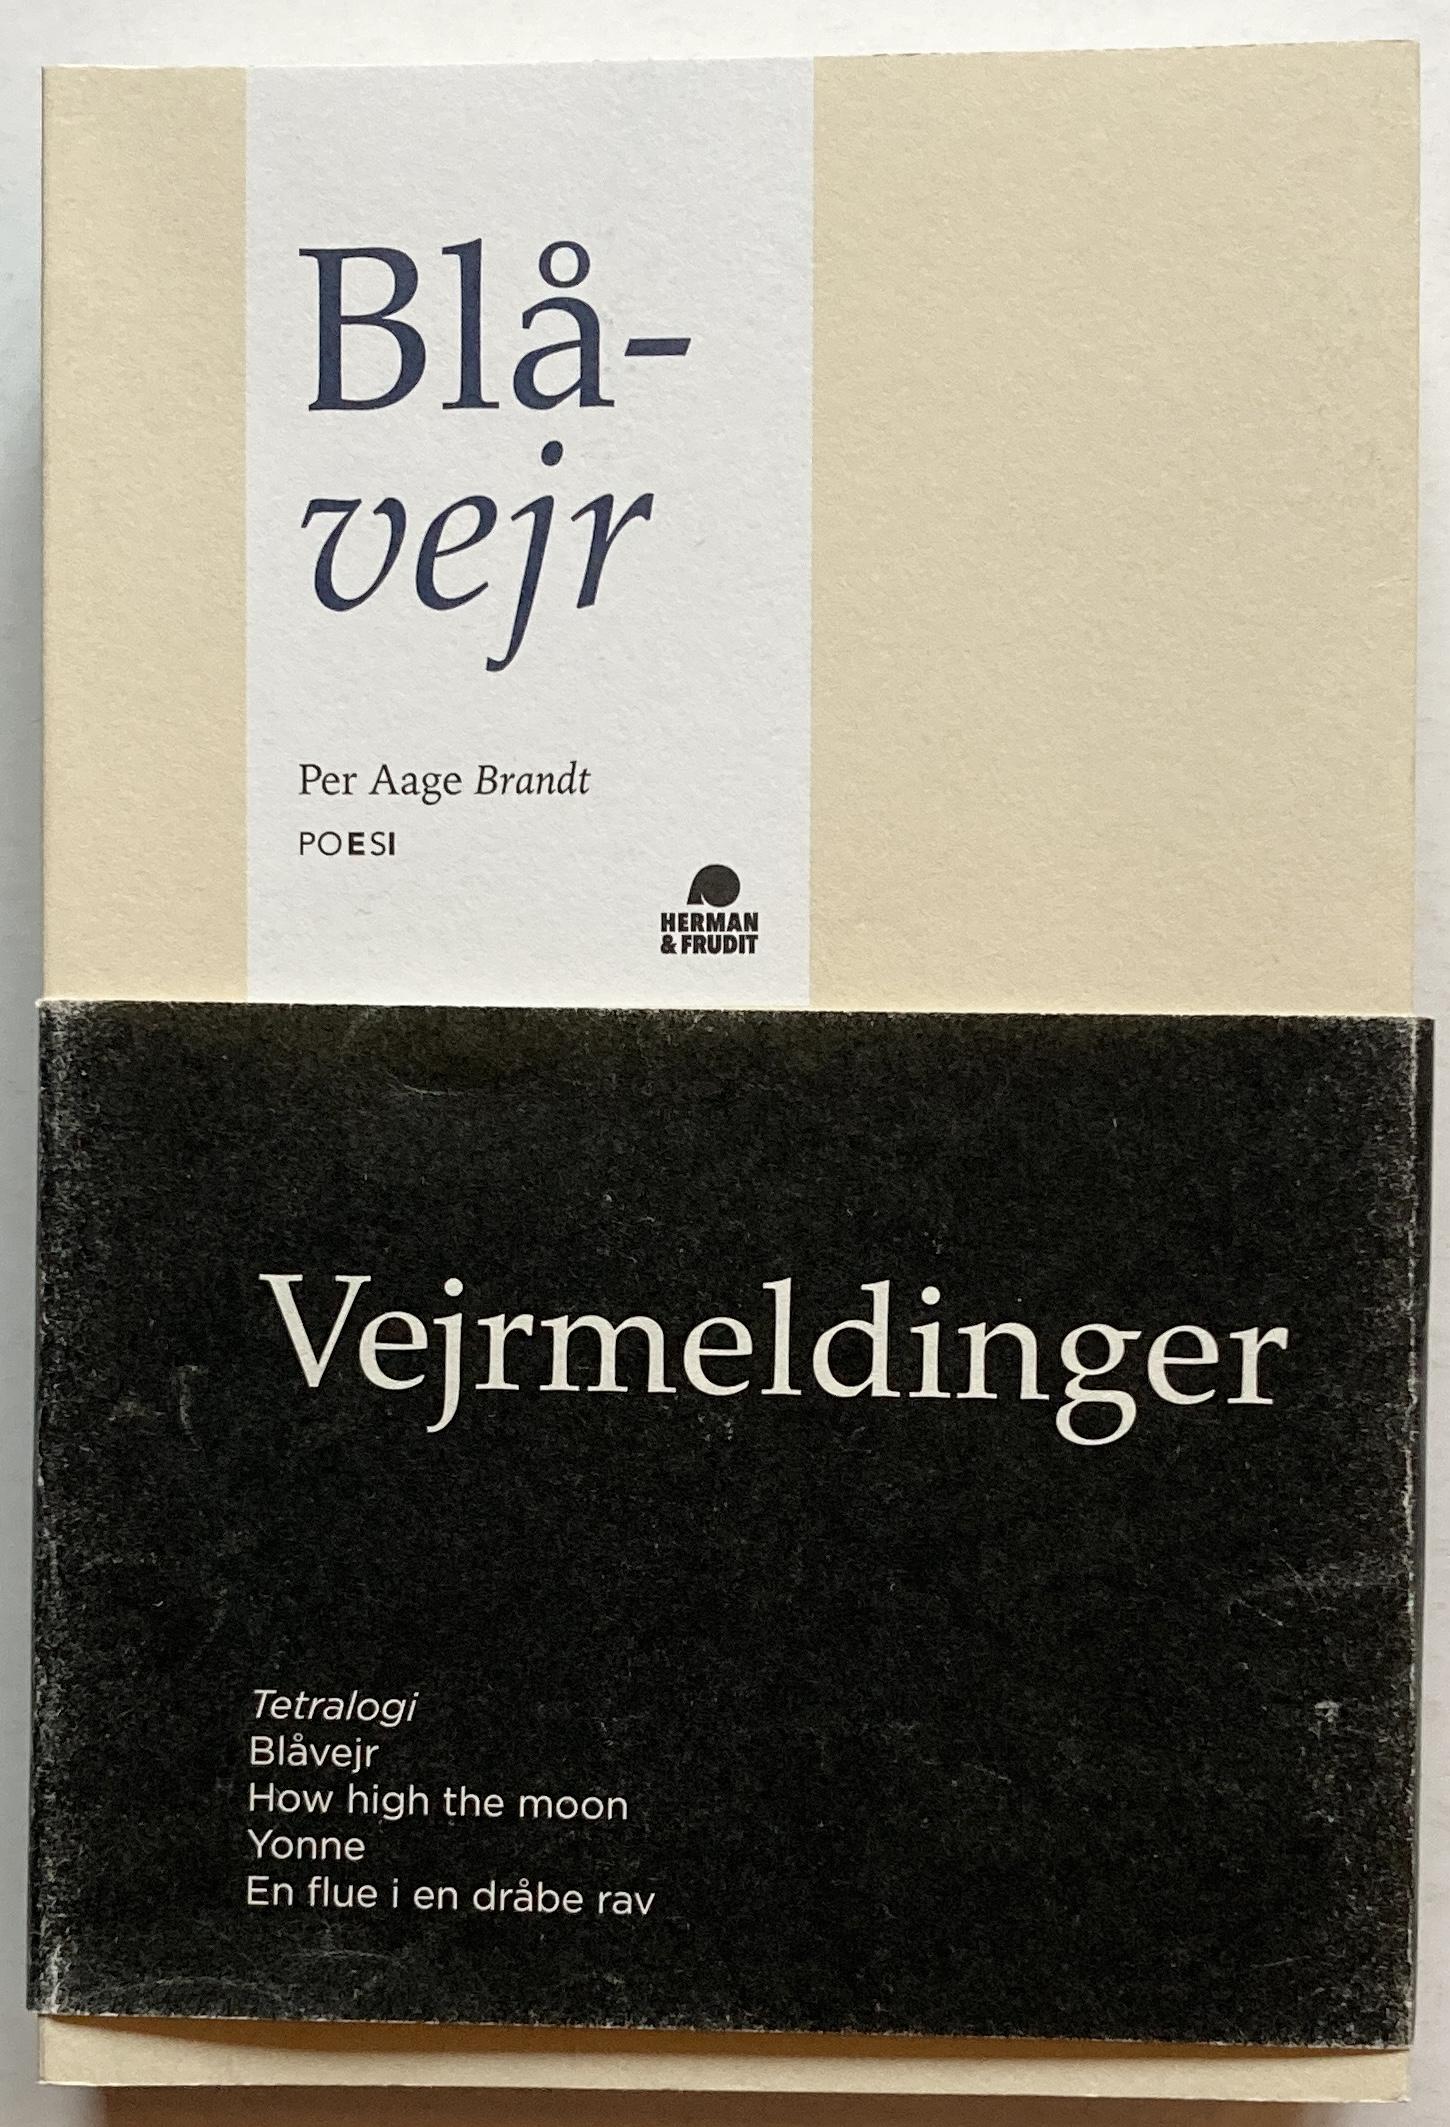 Blå-
vejr
Per Aage Brandt
POESI
HERMAN
& FRUDIT
Vejrmeldinger
Tetralogi
Blåvejr
How high the moon
Yonne
En flue i en dråbe rav